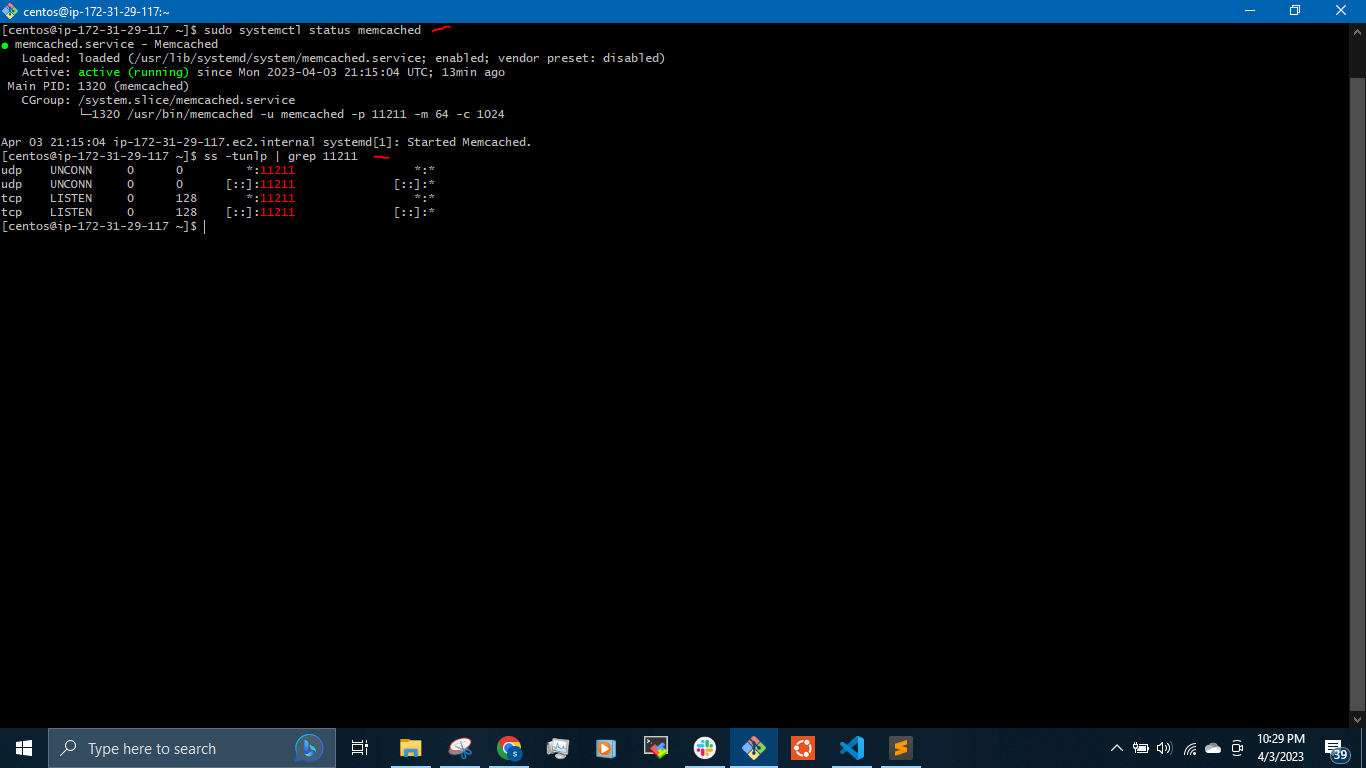 centos@ip-172-31-29-117:~
[centos@ip-172-31-29-117 ~]$ sudo systemctl status memcached
● memcached.service - Memcached
   Loaded: loaded (/usr/lib/systemd/system/memcached.service; enabled; vendor preset: disabled)
   Active: active (running) since Mon 2023-04-03 21:15:04 UTC; 13min ago
 Main PID: 1320 (memcached)
   CGroup: /system.slice/memcached.service
           └─1320 /usr/bin/memcached -u memcached -p 11211 -m 64 -c 1024

Apr 03 21:15:04 ip-172-31-29-117.ec2.internal systemd[1]: Started Memcached.
[centos@ip-172-31-29-117 ~]$ ss -tunlp | grep 11211
udp    UNCONN     0      0         *:11211                 *:*
udp    UNCONN     0      0      [::]:11211              [::]:*
tcp    LISTEN     0      128       *:11211                 *:*
tcp    LISTEN     0      128    [::]:11211              [::]:*
[centos@ip-172-31-29-117 ~]$
Type here to search
10:29 PM
4/3/2023
39